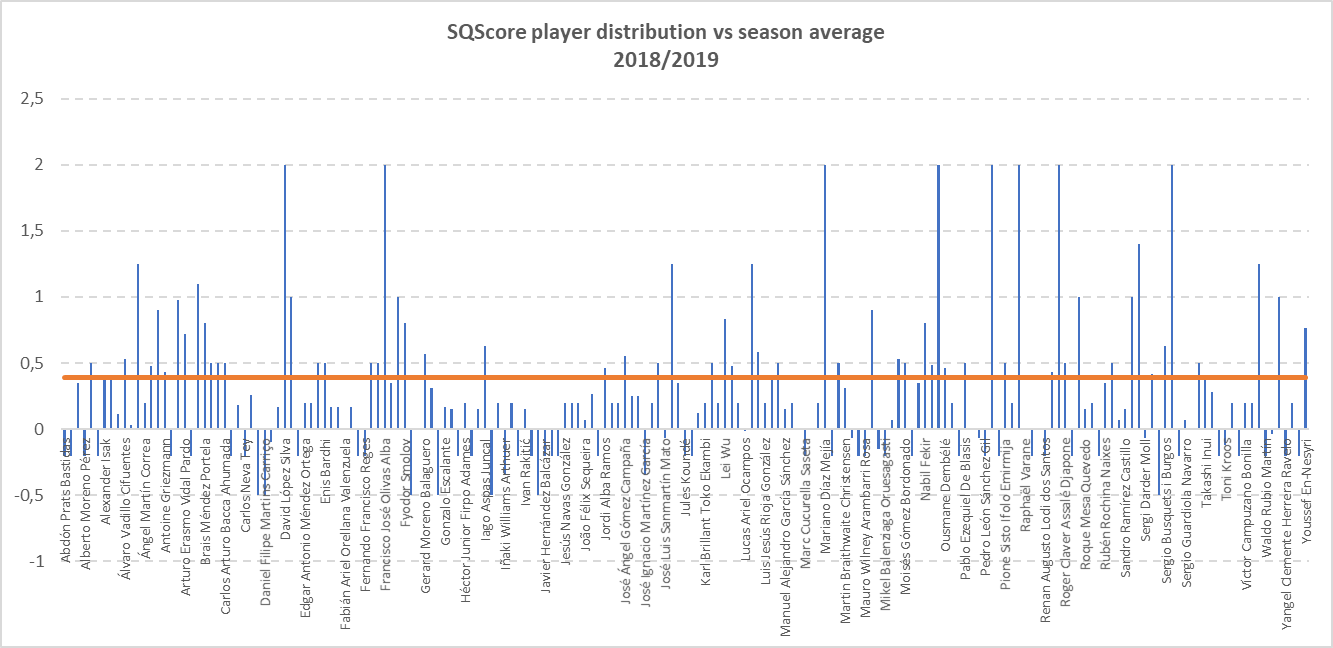 SQScore player distribution vs season average
2018/2019
2,5
2
1,5
1
0,5
0
-0,5
-1
Abdón Prats Bastidas
Alberto Moreno Pérez
Alexander Isak
Álvaro Vadillo Cifuentes
Ángel Martín Correa
Antoine Griezmann
Arturo Erasmo Vidal Pardo
Brais Méndez Portela
Carlos Arturo Bacca Ahumada
Carlos Neva Tey
Daniel Filipe Martins Carriço
David López Silva
Edgar Antonio Méndez Ortega
Enis Bardhi
Fabián Ariel Orellana Valenzuela
Fernando Francisco Reges
Francisco José Olivas Alba
Fyodor Smolov
Gerard Moreno Balaguero
Gonzalo Escalante
Héctor Junior Firpo Adames
Iago Aspas Juncal
Iñaki Williams Arthuer
Ivan Rakitić
Javier Hernández Balcázar
Jesús Navas González
João Félix Sequeira
Jordi Alba Ramos
José Ángel Gómez Campaña
José Ignacio Martínez García
José Luis Sanmartín Mato
Jules Koundé
Karl Brillant Toko Ekambi
Lei Wu
Lucas Ariel Ocampos
Luis Jesús Rioja González
Manuel Alejandro García Sánchez
Marc Cucurella Saseta
Mariano Díaz Mejía
Martin Braithwaite Christensen
Mauro Wilney Arambarri Rosa
Mikel Balenziaga Oruesagasti
Moisés Gómez Bordonado
Nabil Fekir
Ousmane Dembélé
Pablo Ezequiel De Blasis
Pedro León Sánchez Gil
Pione Sisto Ifolo Emirmija
Raphaël Varane
Renan Augusto Lodi dos Santos
Roger Claver Assalé Djapone
Roque Mesa Quevedo
Rubén Rochina Naixes
Sandro Ramírez Castillo
Sergi Darder Moll
Sergio Busquets i Burgos
Sergio Guardiola Navarro
Takashi Inui
Toni Kroos
Víctor Campuzano Bonilla
Waldo Rubio Martín
Yangel Clemente Herrera Ravelo
Youssef En-Nesyri